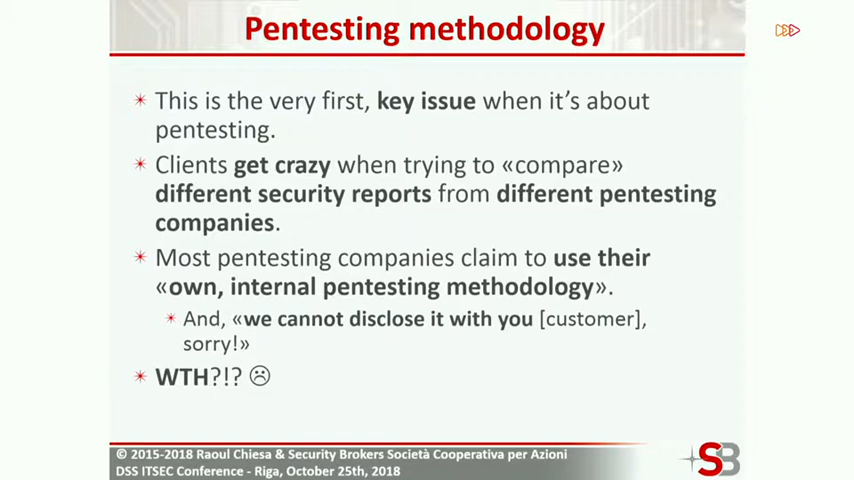 Pentesting methodology
This is the very first, key issue when it's about
pentesting.
Clients get crazy when trying to «compare»
different security reports from different pentesting
companies.
Most pentesting companies claim to use their
«own, internal pentesting methodology».
And, «we cannot disclose it with you [customer],
sorry!»
WTH?!? ☹
© 2015-2018 Raoul Chiesa & Security Brokers Società Cooperativa per Azioni
DSS ITSEC Conference - Riga, October 25th, 2018
SB